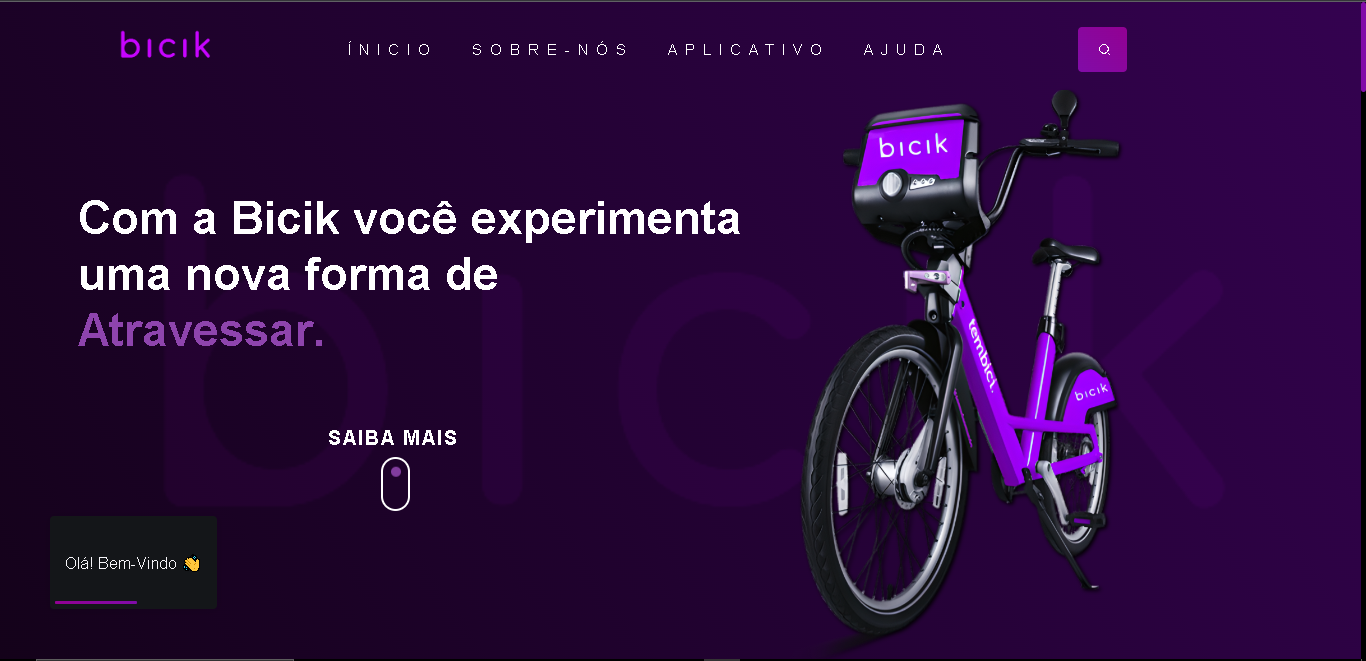 bicik
ÍNICIO SOBRE-NÓS APLICATIVO AJUDA
bicik
Com a Bicik você experimenta
uma nova forma de
Atravessar.
tembici.
bicik
SAIBA MAIS
Olá! Bem-Vindo 👋
bicik